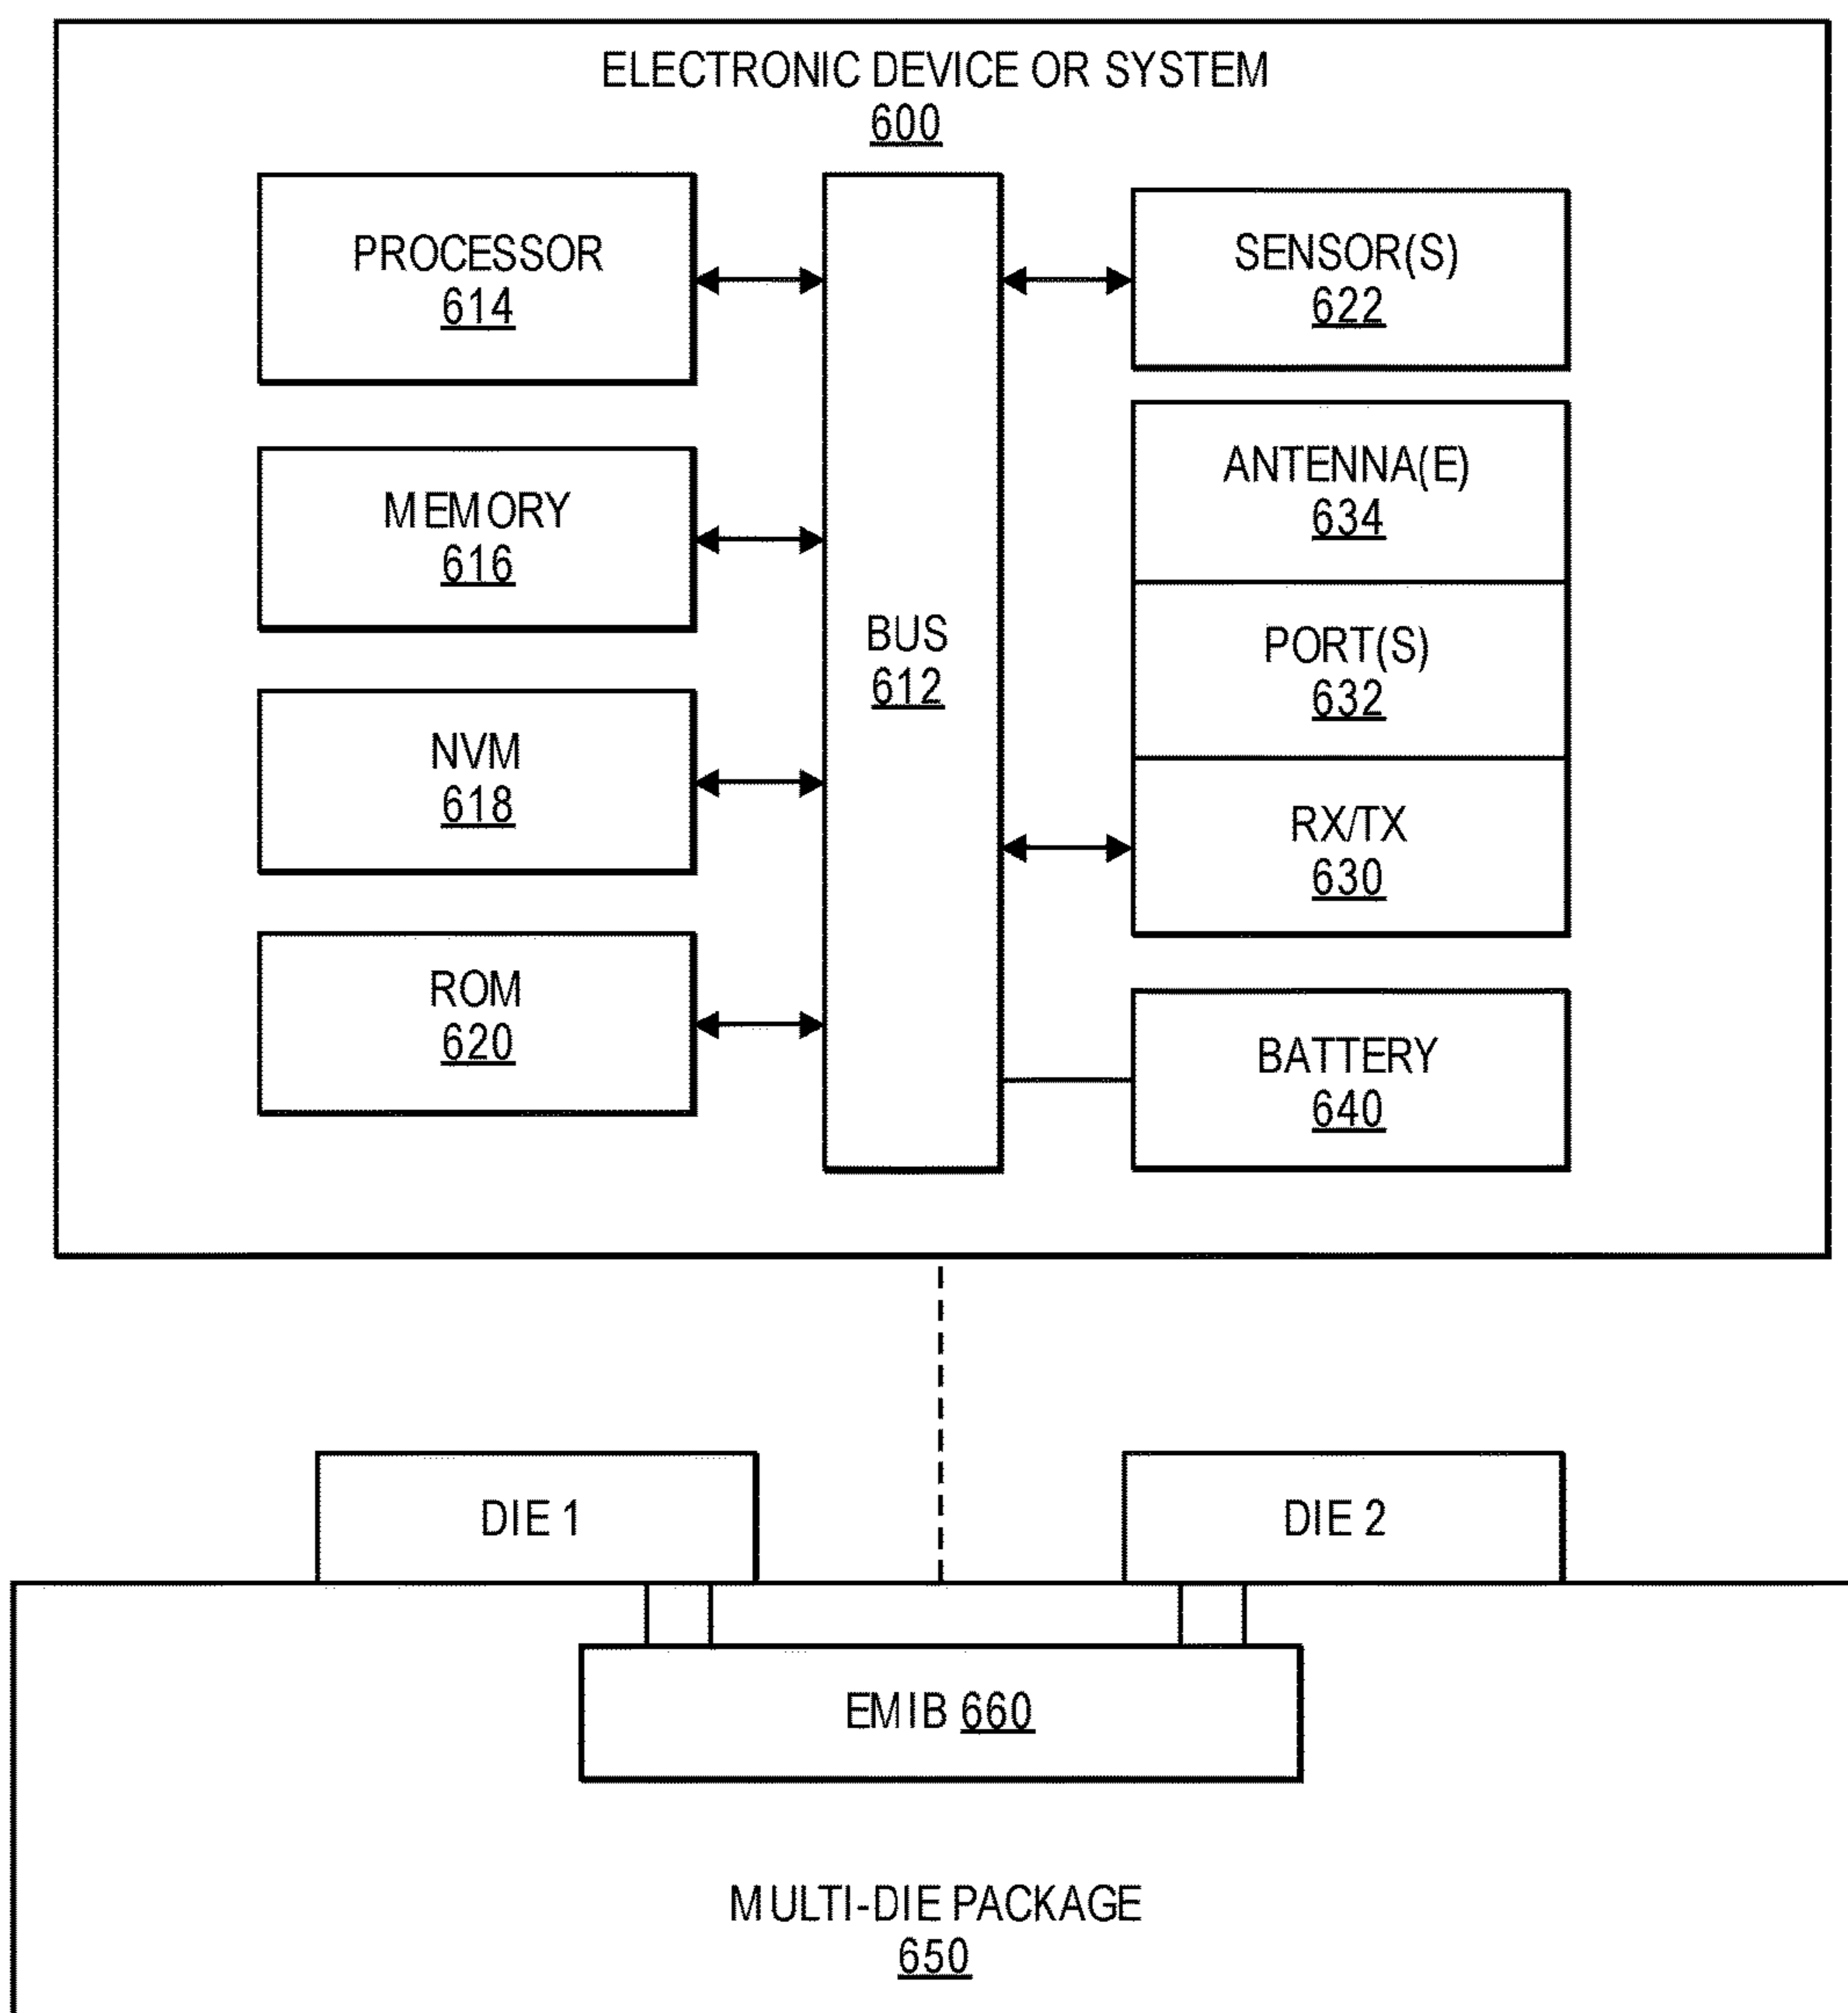 ELECTRONIC DEVICE OR SYSTEM
600
PROCESSOR
614
MEMORY
616
NVM
618
ROM
620
BUS
612
SENSOR(S)
622
ANTENNA(E)
634
PORT(S)
632
RX/TX
630
BATTERY
640
DIE 1
DIE 2
EMIB 660
MULTI-DIE PACKAGE
650